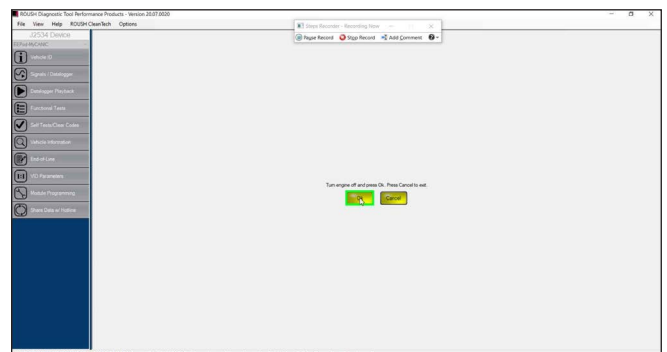 ROUSH Diagnostic Tool Performance Products - Version 20.07.0020
File View Help ROUSH CleanTech Options
Steps Recorder - Recording Now
Pause Record Stop Record Add Comment
J2534 Device
Vehicle ID
Signals / Datalogger
Datalogger Playback
Functional Tests
Self Tests/Clear Codes
Vehicle Information
End-of-Line
VID Parameters
Module Programming
Share Data w/ Hotline
Turn engine off and press Ok. Press Cancel to exit.
Ok Cancel